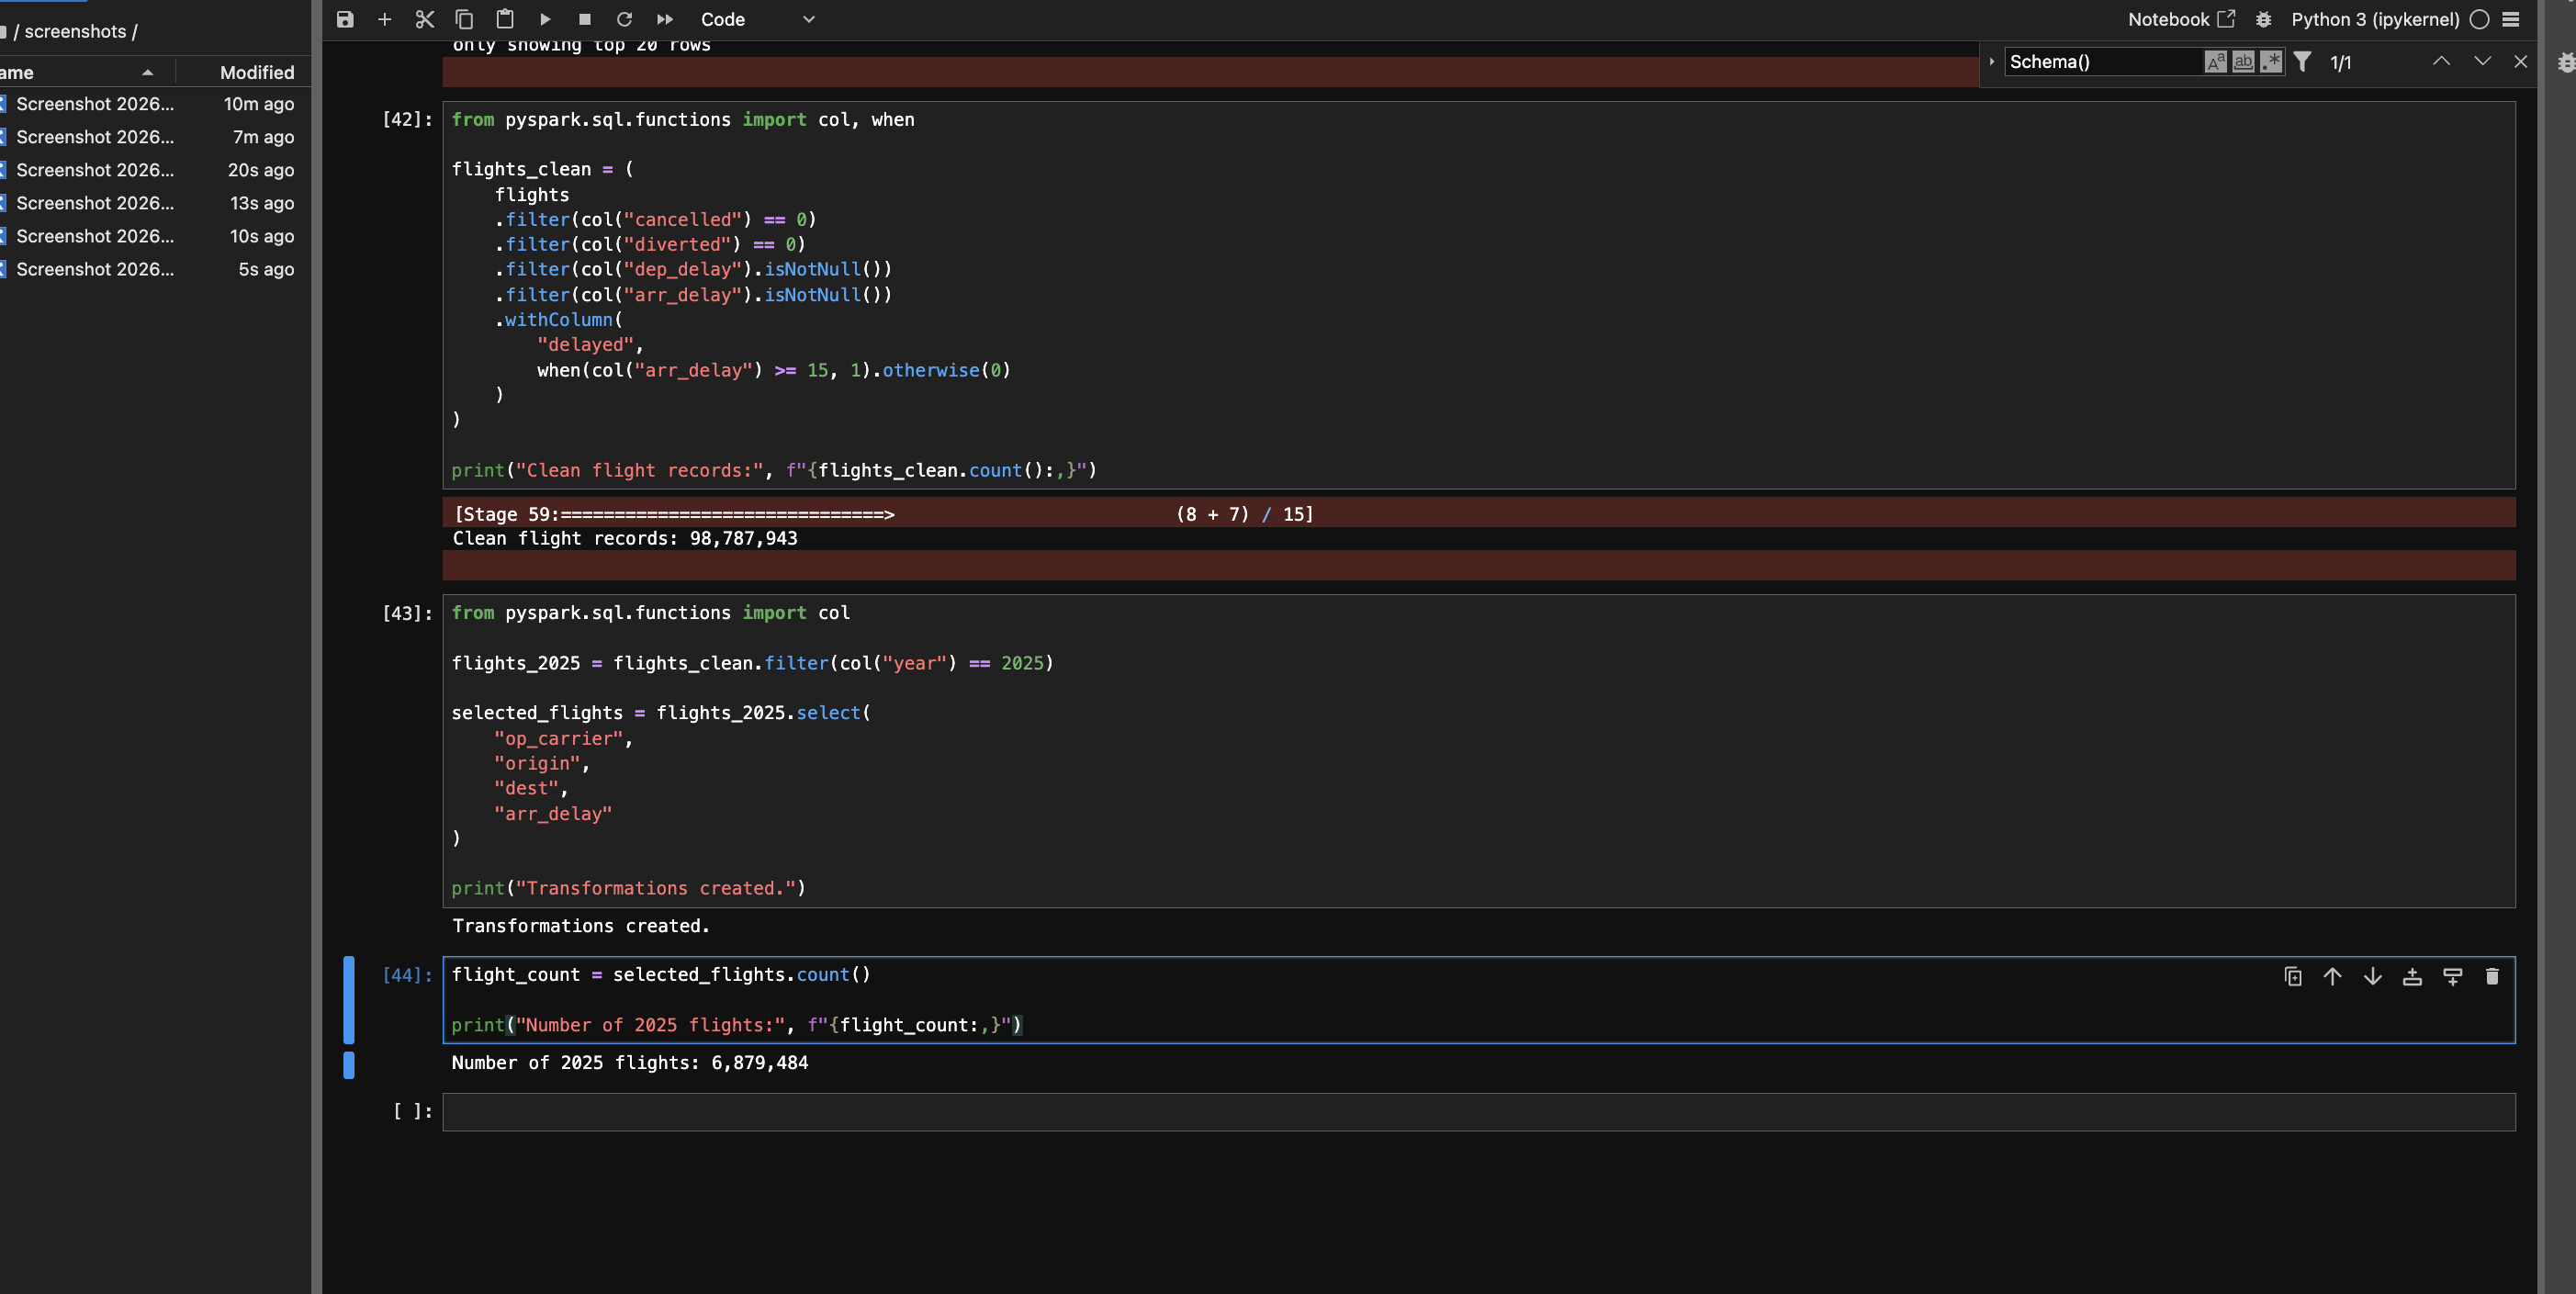 / screenshots /
ame Modified
Screenshot 2026... 10m ago
Screenshot 2026... 7m ago
Screenshot 2026... 20s ago
Screenshot 2026... 13s ago
Screenshot 2026... 10s ago
Screenshot 2026... 5s ago
Code
Notebook
Python 3 (ipykernel)
only showing top 20 rows
Schema()
1/1
[42]:
from pyspark.sql.functions import col, when
flights_clean = (
    flights
    .filter(col("cancelled") == 0)
    .filter(col("diverted") == 0)
    .filter(col("dep_delay").isNotNull())
    .filter(col("arr_delay").isNotNull())
    .withColumn(
        "delayed",
        when(col("arr_delay") >= 15, 1).otherwise(0)
    )
)
print("Clean flight records:", f"{flights_clean.count():,}")
[Stage 59:==============================>                          (8 + 7) / 15]
Clean flight records: 98,787,943
[43]:
from pyspark.sql.functions import col
flights_2025 = flights_clean.filter(col("year") == 2025)
selected_flights = flights_2025.select(
    "op_carrier",
    "origin",
    "dest",
    "arr_delay"
)
print("Transformations created.")
Transformations created.
[44]:
flight_count = selected_flights.count()
print("Number of 2025 flights:", f"{flight_count:,}")
Number of 2025 flights: 6,879,484
[ ]: